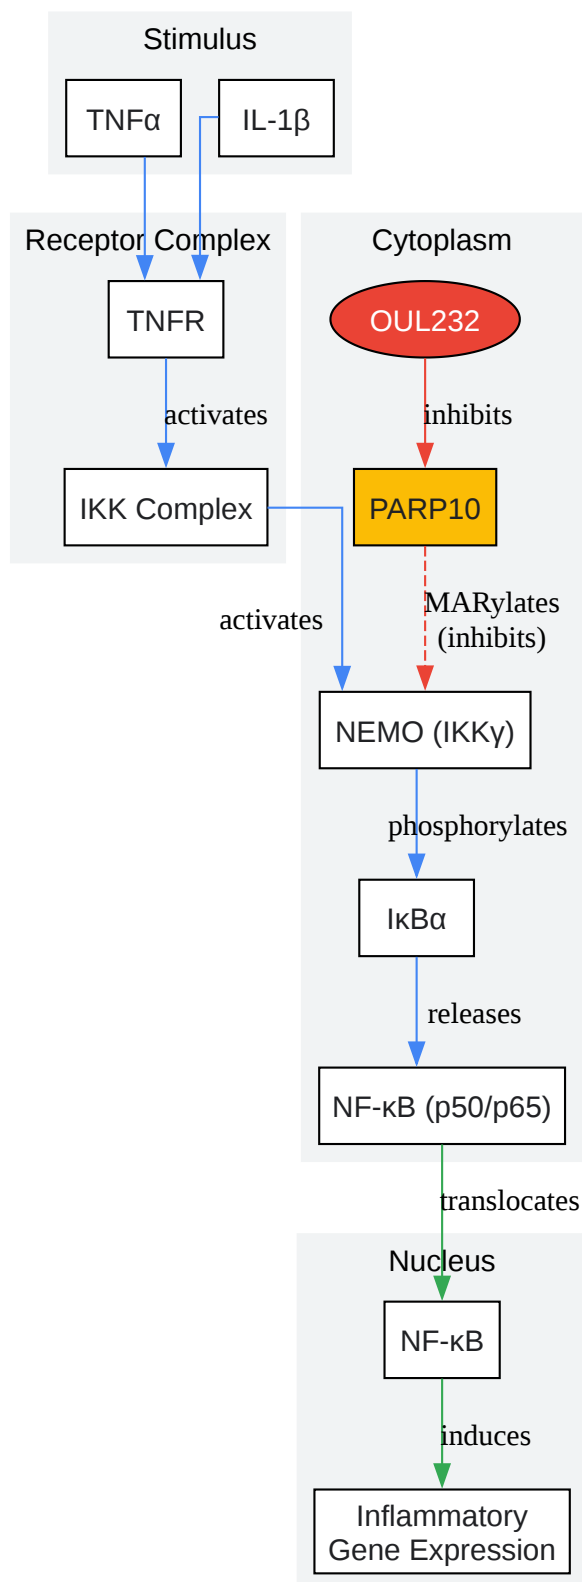 Stimulus
TNFα
IL-1β
Receptor Complex
Cytoplasm
TNFR
OUL232
activates
inhibits
IKK Complex
PARP10
activates
MARylates
(inhibits)
NEMO (IKKγ)
phosphorylates
IκBα
releases
NF-κB (p50/p65)
translocates
Nucleus
NF-κB
induces
Inflammatory
Gene Expression